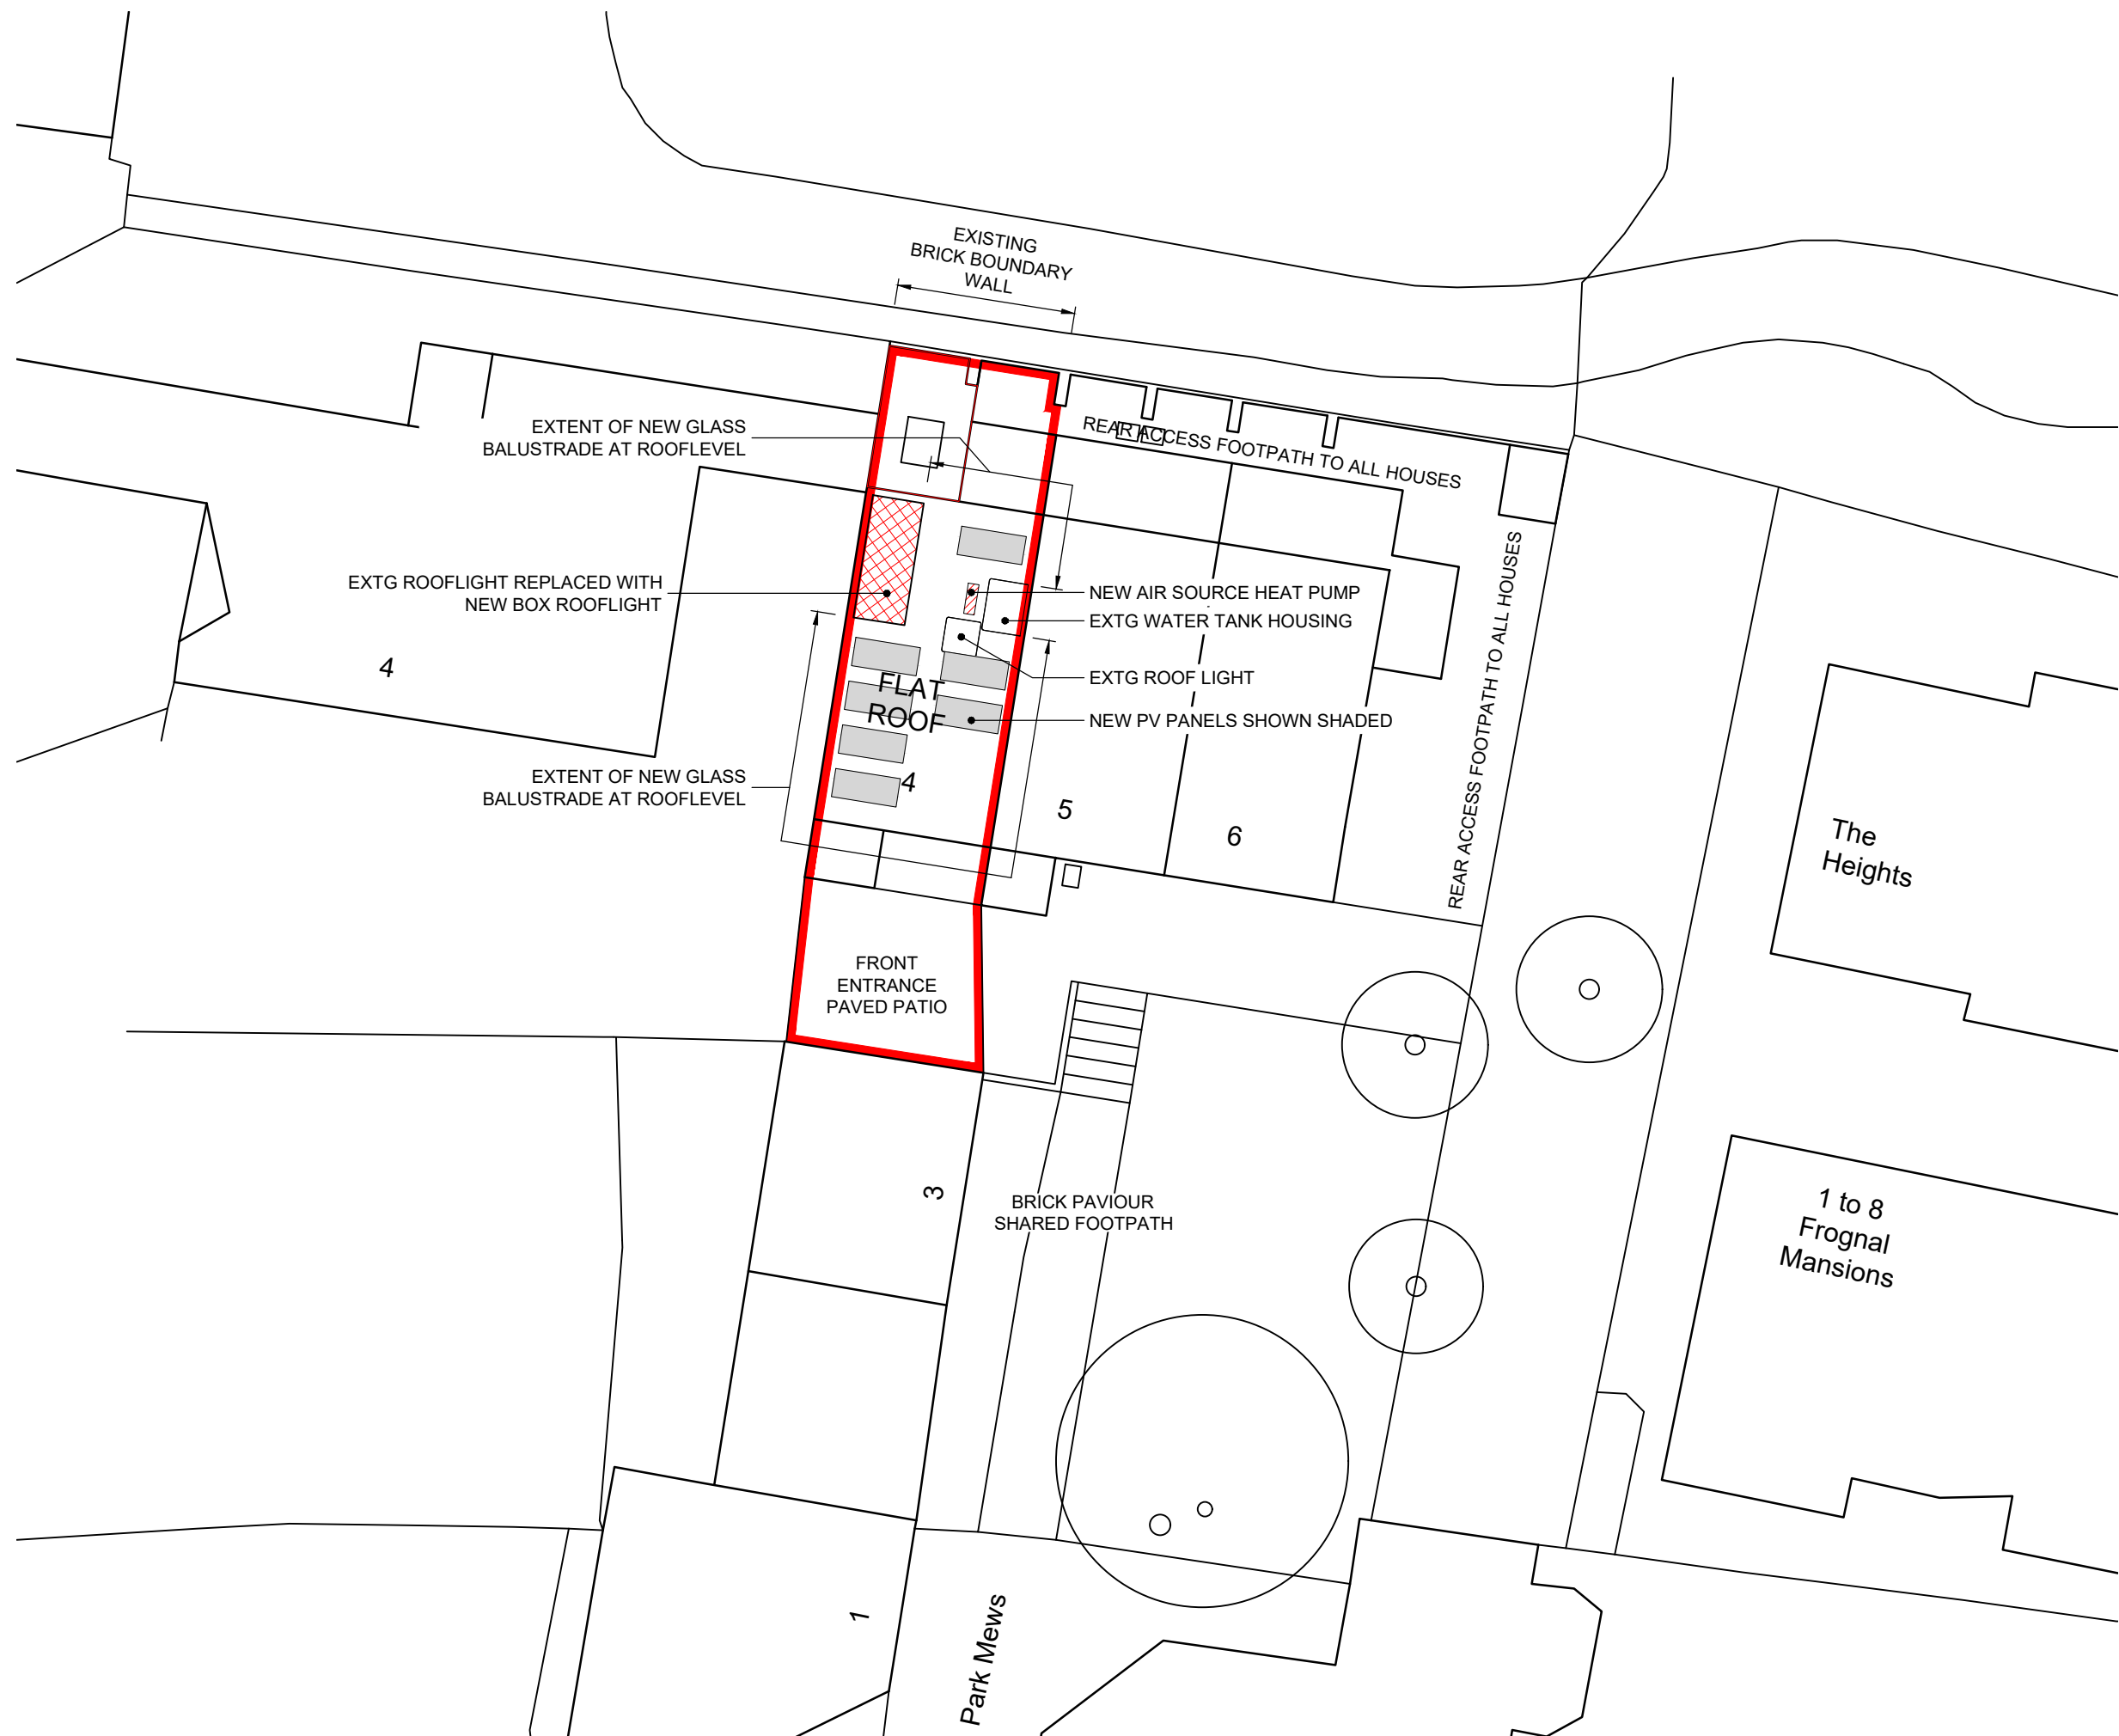 EXISTING
BRICK BOUNDARY
WALL
EXTENT OF NEW GLASS
BALUSTRADE AT ROOFLEVEL
REAR ACCESS FOOTPATH TO ALL HOUSES
EXTG ROOFLIGHT REPLACED WITH
NEW BOX ROOFLIGHT
NEW AIR SOURCE HEAT PUMP
EXTG WATER TANK HOUSING
EXTG ROOF LIGHT
NEW PV PANELS SHOWN SHADED
REAR ACCESS FOOTPATH TO ALL HOUSES
4
FLAT
ROOF
4
EXTENT OF NEW GLASS
BALUSTRADE AT ROOFLEVEL
5
6
The
Heights
FRONT
ENTRANCE
PAVED PATIO
3
BRICK PAVIOUR
SHARED FOOTPATH
1 to 8
Frognal
Mansions
1
Park Mews